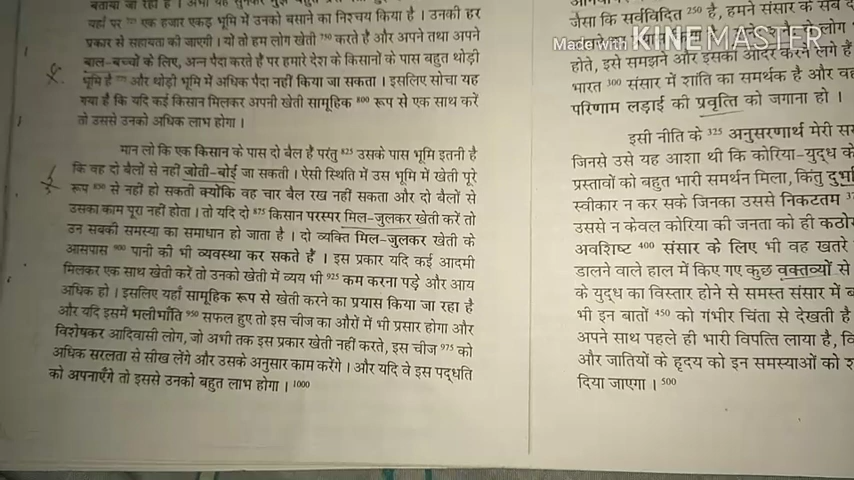 बताया जा रहा है । अभी यह सुनकर मुझे बहुत
यहाँ पर ⁷²⁵ एक हजार एकड़ भूमि में उनको बसाने का निश्चय किया है । उनकी हर
प्रकार से सहायता की जाएगी। यो तो हम लोग खेती ⁷⁵⁰ करते हैं और अपने तथा अपने
बाल-बच्चों के लिए, अन्न पैदा करते हैं पर हमारे देश के किसानों के पास बहुत थोड़ी
भूमि है ⁷⁷⁵ और थोड़ी भूमि में अधिक पैदा नहीं किया जा सकता । इसलिए सोचा यह
गया है कि यदि कई किसान मिलकर अपनी खेती सामूहिक ⁸⁰⁰ रूप से एक साथ करें
तो उससे उनको अधिक लाभ होगा ।
मान लो कि एक किसान के पास दो बैल हैं परंतु ⁸²⁵ उसके पास भूमि इतनी है
कि वह दो बैलों से नहीं जोती-बोई जा सकती । ऐसी स्थिति में उस भूमि में खेती पूरे
रूप ⁸⁵⁰ से नहीं हो सकती क्योंकि वह चार बैल रख नहीं सकता और दो बैलों से
उसका काम पूरा नहीं होता । तो यदि दो ⁸⁷⁵ किसान परस्पर मिल-जुलकर खेती करें तो
उन सबकी समस्या का समाधान हो जाता है । दो व्यक्ति मिल-जुलकर खेती के
आसपास ⁹⁰⁰ पानी की भी व्यवस्था कर सकते हैं । इस प्रकार यदि कई आदमी
मिलकर एक साथ खेती करें तो उनको खेती में व्यय भी ⁹²⁵ कम करना पड़े और आय
अधिक हो । इसलिए यहाँ सामूहिक रूप से खेती करने का प्रयास किया जा रहा है
और यदि इसमें भलीभाँति ⁹⁵⁰ सफल हुए तो इस चीज का औरों में भी प्रसार होगा और
विशेषकर आदिवासी लोग, जो अभी तक इस प्रकार खेती नहीं करते, इस चीज ⁹⁷⁵ को
अधिक सरलता से सीख लेंगे और उसके अनुसार काम करेंगे । और यदि वे इस पद्धति
को अपनाएँगे तो इससे उनको बहुत लाभ होगा । ¹⁰⁰⁰
Made with KINEMASTER
जैसा कि सर्वविदित ²⁵⁰ है, हमने संसार के सब
होते, इसे समझने और इसका आदर करने लगे हैं
भारत ³⁰⁰ संसार में शांति का समर्थक है और वह
परिणाम लड़ाई की प्रवृत्ति को जगाना हो ।
इसी नीति के ³²⁵ अनुसरणार्थ मेरी
जिनसे उसे यह आशा थी कि कोरिया-युद्ध के
प्रस्तावों को बहुत भारी समर्थन मिला, किंतु
स्वीकार न कर सके जिनका उससे निकटतम
उससे न केवल कोरिया की जनता को ही
अवशिष्ट ⁴⁰⁰ संसार के लिए भी वह खतरे
डालने वाले हाल में किए गए कुछ वक्तव्यों से
के युद्ध का विस्तार होने से समस्त संसार में
भी इन बातों ⁴⁵⁰ को गंभीर चिंता से देखती है
अपने साथ पहले ही भारी विपत्ति लाया है,
और जातियों के हृदय को इन समस्याओं को
दिया जाएगा । ⁵⁰⁰